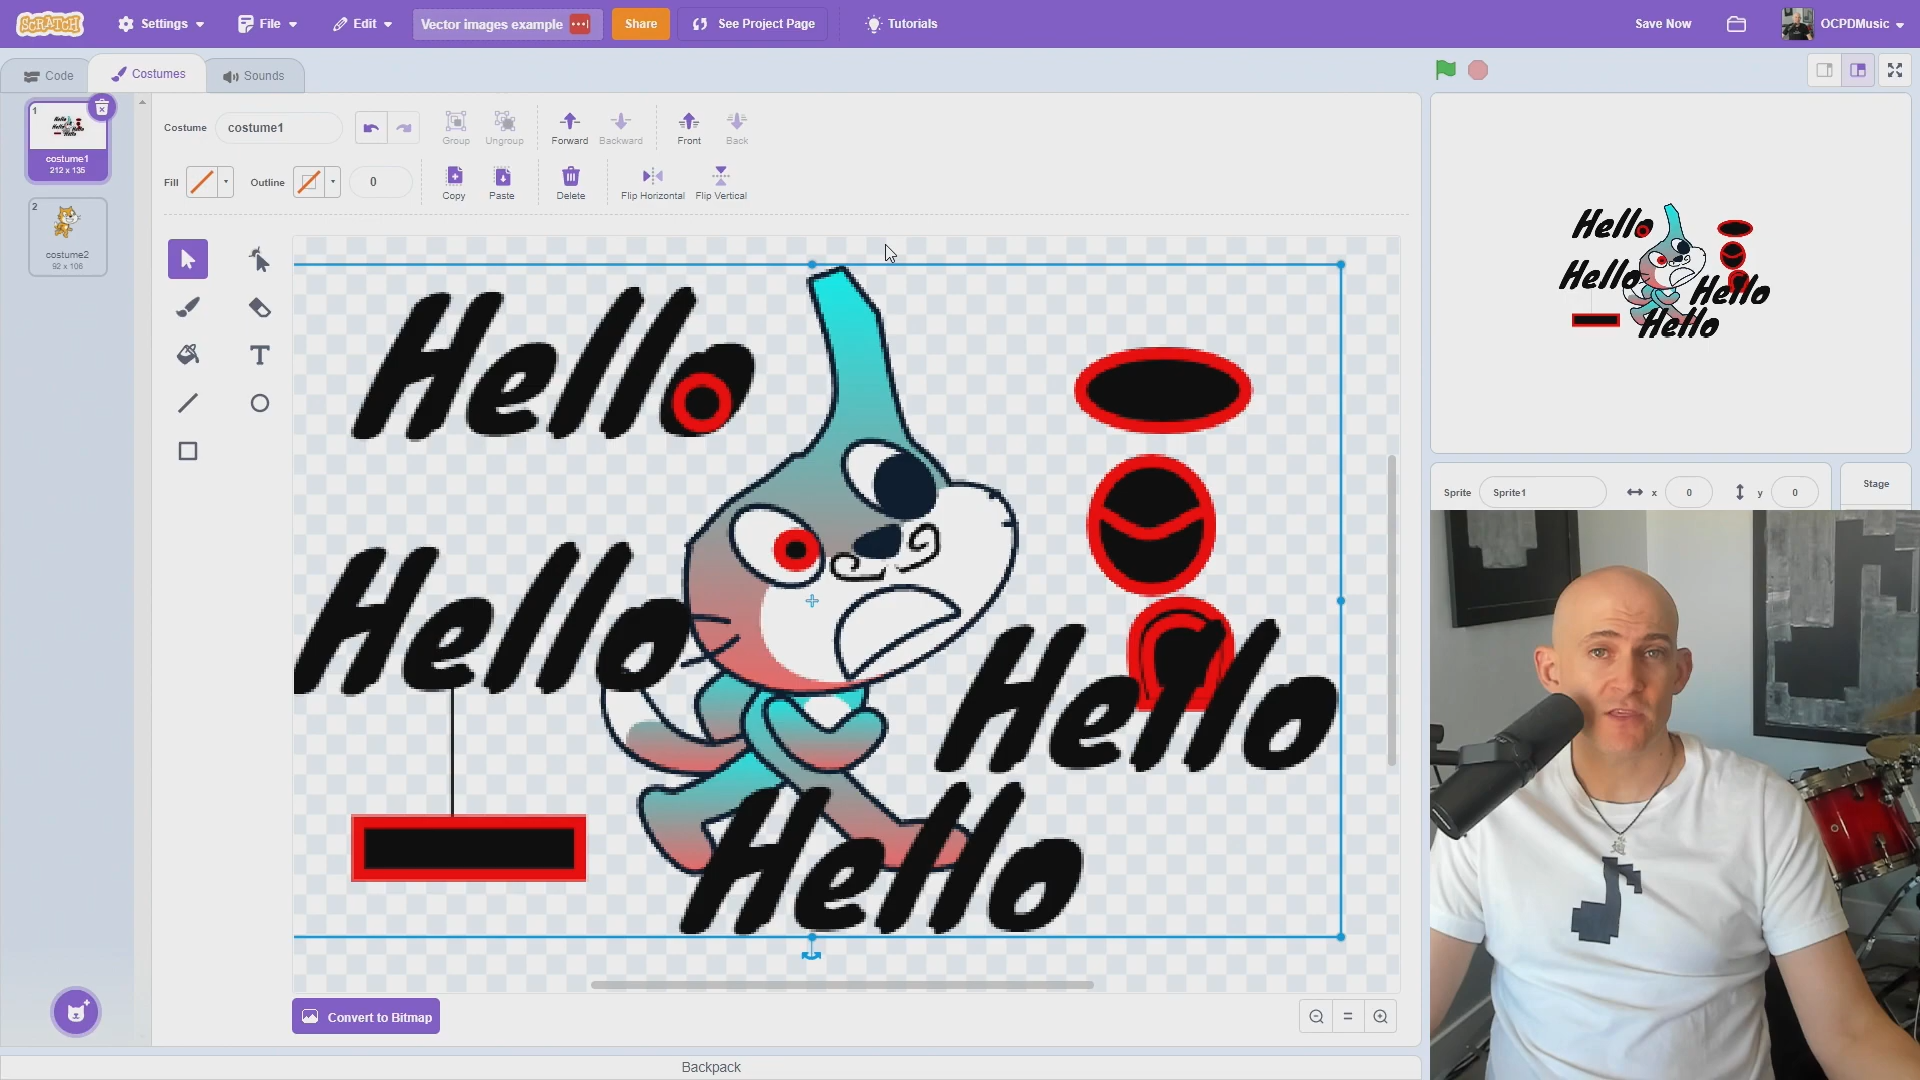 SCRATCH Settings File Edit Vector images example Share See Project Page Tutorials Save Now OCPDMusic
Code Costumes Sounds
1
costume1
212 x 135
2
costume2
92 x 106
Costume costume1 Group Ungroup Forward Backward Front Back
Fill Outline 0 Copy Paste Delete Flip Horizontal Flip Vertical
T
Hello
Hello
Hello
Hello
Convert to Bitmap
Backpack
Hello
Hello
Hello
Hello
Sprite Sprite1 x 0 y 0
Stage